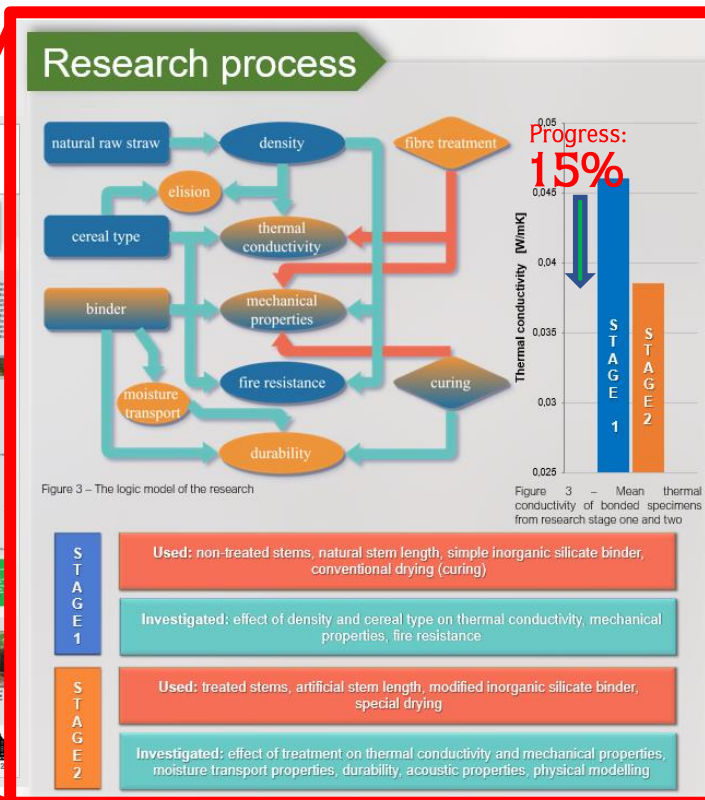 Research process
natural raw straw
density
fibre treatment
elision
cereal type
thermal
conductivity
binder
mechanical
properties
moisture
transport
fire resistance
curing
durability
Figure 3 – The logic model of the research
Progress:
15%
Thermal conductivity [W/mK]
0,05
0,045
0,04
0,035
0,03
0,025
STAGE 1
STAGE 2
Figure 3 – Mean thermal
conductivity of bonded specimens
from research stage one and two
STAGE 1
Used: non-treated stems, natural stem length, simple inorganic silicate binder,
conventional drying (curing)
Investigated: effect of density and cereal type on thermal conductivity, mechanical
properties, fire resistance
STAGE 2
Used: treated stems, artificial stem length, modified inorganic silicate binder,
special drying
Investigated: effect of treatment on thermal conductivity and mechanical properties,
moisture transport properties, durability, acoustic properties, physical modelling